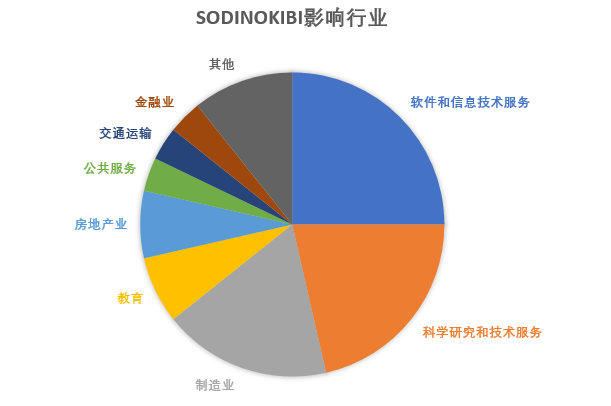 SODINOKIBI影响行业
其他
软件和信息技术服务
金融业
交通运输
公共服务
房地产业
教育
科学研究和技术服务
制造业